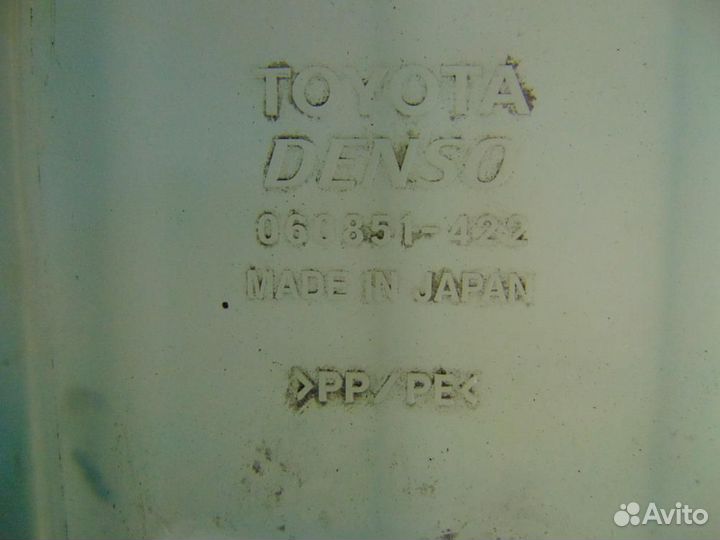 TOYOTA
DENSO
060851-422
MADE IN JAPAN
>PP/PE<
Avito